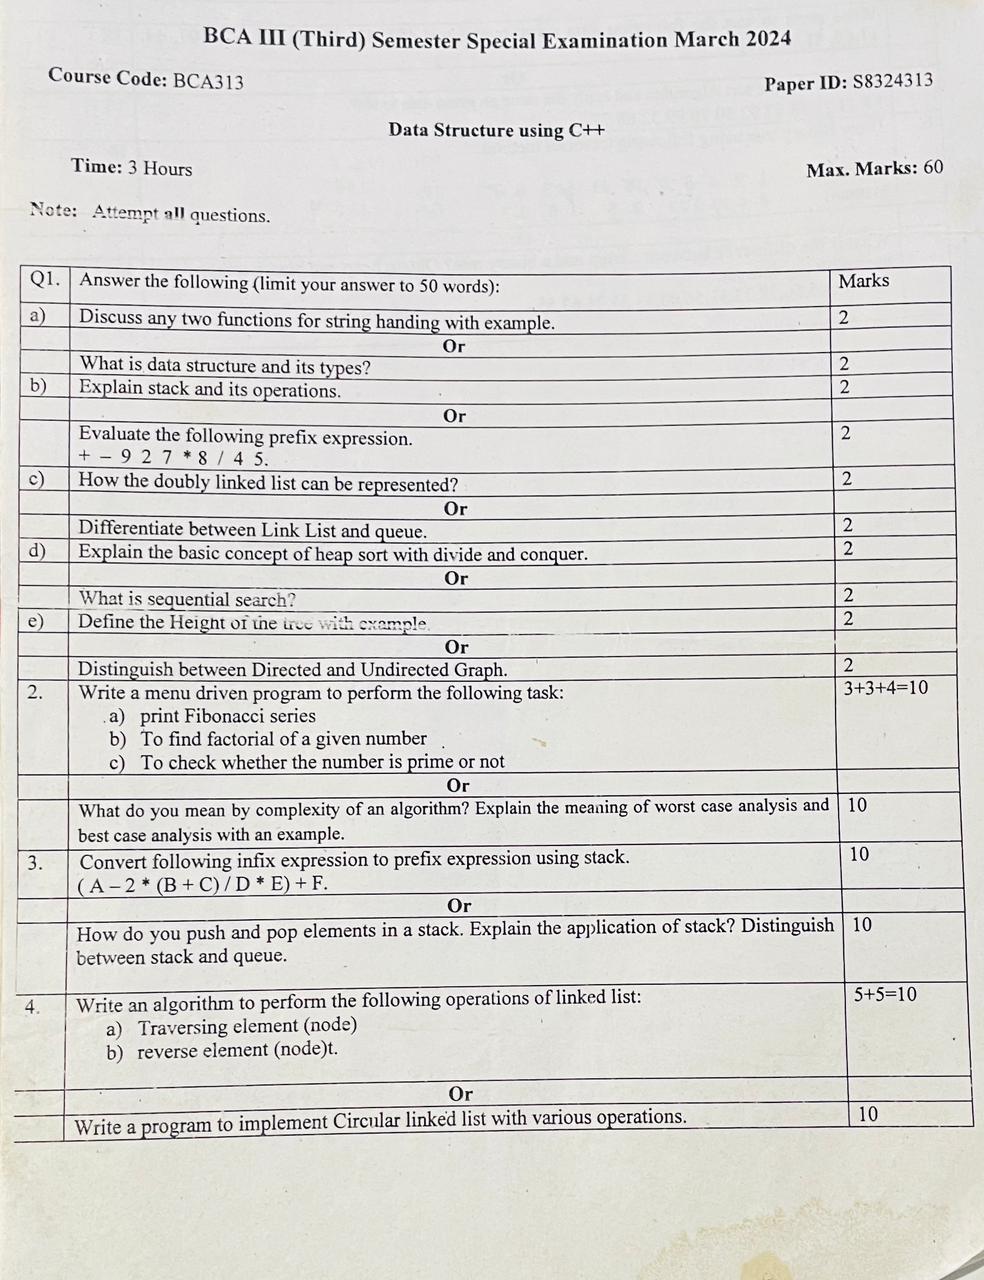 BCA III (Third) Semester Special Examination March 2024
Course Code: BCA313
Paper ID: S8324313
Data Structure using C++
Time: 3 Hours
Max. Marks: 60
Note: Attempt all questions.
Q1. Answer the following (limit your answer to 50 words): Marks
a) Discuss any two functions for string handing with example. 2
Or
What is data structure and its types? 2
b) Explain stack and its operations. 2
Or
Evaluate the following prefix expression. 2
+ – 9 2 7 * 8 / 4 5.
c) How the doubly linked list can be represented? 2
Or
Differentiate between Link List and queue. 2
d) Explain the basic concept of heap sort with divide and conquer. 2
Or
What is sequential search? 2
e) Define the Height of the tree with example. 2
Or
Distinguish between Directed and Undirected Graph. 2
2. Write a menu driven program to perform the following task: 3+3+4=10
a) print Fibonacci series
b) To find factorial of a given number
c) To check whether the number is prime or not
Or
What do you mean by complexity of an algorithm? Explain the meaning of worst case analysis and 10
best case analysis with an example.
3. Convert following infix expression to prefix expression using stack. 10
( A – 2 * (B + C) / D * E) + F.
Or
How do you push and pop elements in a stack. Explain the application of stack? Distinguish 10
between stack and queue.
4. Write an algorithm to perform the following operations of linked list: 5+5=10
a) Traversing element (node)
b) reverse element (node)t.
Or
Write a program to implement Circular linked list with various operations. 10